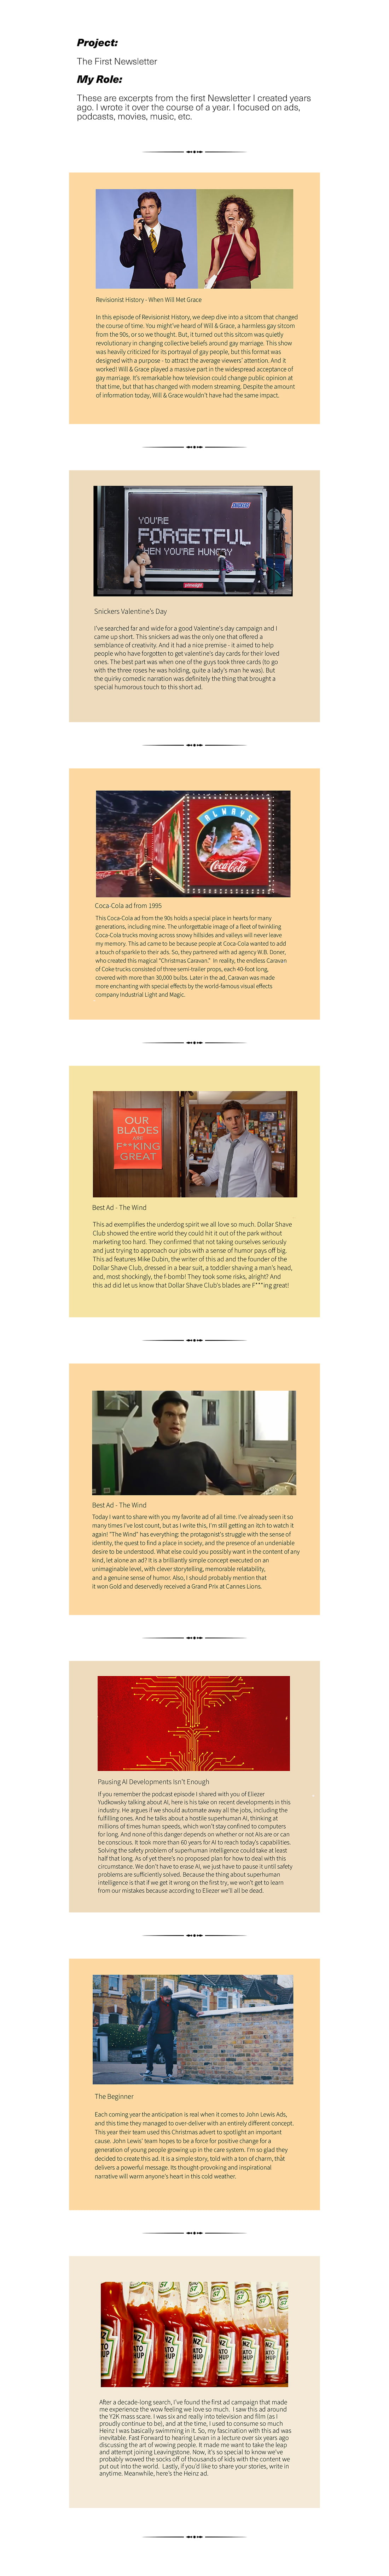 Project:
The First Newsletter
My Role:
These are excerpts from the first Newsletter I created years
ago. I wrote it over the course of a year. I focused on ads,
podcasts, movies, music, etc.
Revisionist History - When Will Met Grace
In this episode of Revisionist History, we deep dive into a sitcom that changed
the course of time. You might've heard of Will & Grace, a harmless gay sitcom
from the 90s, or so we thought. But, it turned out this sitcom was quietly
revolutionary in changing collective beliefs around gay marriage. This show
was heavily criticized for its portrayal of gay people, but this format was
designed with a purpose - to attract the average viewers' attention. And it
worked! Will & Grace played a massive part in the widespread acceptance of
gay marriage. It's remarkable how television could change public opinion at
that time, but that has changed with modern streaming. Despite the amount
of information today, Will & Grace wouldn't have had the same impact.
SNICKERS
YOU'RE
FORGETFUL
WHEN YOU'RE HUNGRY
Snickers Valentine's Day
I've searched far and wide for a good Valentine's day campaign and I
came up short. This snickers ad was the only one that offered a
semblance of creativity. And it had a nice premise - it aimed to help
people who have forgotten to get valentine's day cards for their loved
ones. The best part was when one of the guys took three cards (to go
with the three roses he was holding, quite a lady's man he was). But
the quirky comedic narration was definitely the thing that brought a
special humorous touch to this short ad.
ALWAYS
Coca-Cola
Coca-Cola ad from 1995
This Coca-Cola ad from the 90s holds a special place in hearts for many
generations, including mine. The unforgettable image of a fleet of twinkling
Coca-Cola trucks moving across snowy hillsides and valleys will never leave
my memory. This ad came to be because people at Coca-Cola wanted to add
a touch of sparkle to their ads. So, they partnered with ad agency W.B. Doner,
who created this magical "Christmas Caravan." In reality, the endless Caravan
of Coke trucks consisted of three semi-trailer props, each 40-foot long,
covered with more than 30,000 bulbs. Later in the ad, Caravan was made
more enchanting with special effects by the world-famous visual effects
company Industrial Light and Magic.
OUR
BLADES
ARE
F**KING
GREAT
Best Ad - The Wind
This ad exemplifies the underdog spirit we all love so much. Dollar Shave
Club showed the entire world they could hit it out of the park without
marketing too hard. They confirmed that not taking ourselves seriously
and just trying to approach our jobs with a sense of humor pays off big.
This ad features Mike Dubin, the writer of this ad and the founder of the
Dollar Shave Club, dressed in a bear suit, a toddler shaving a man's head,
and, most shockingly, the f-bomb! They took some risks, alright? And
this ad did let us know that Dollar Shave Club's blades are F***ing great!
Best Ad - The Wind
Today I want to share with you my favorite ad of all time. I've already seen it so
many times I've lost count, but as I write this, I'm still getting an itch to watch it
again! "The Wind" has everything: the protagonist's struggle with the sense of
identity, the quest to find a place in society, and the presence of an undeniable
desire to be understood. What else could you possibly want in the content of any
kind, let alone an ad? It is a brilliantly simple concept executed on an
unimaginable level, with clever storytelling, memorable relatability,
and a genuine sense of humor. Also, I should probably mention that
it won Gold and deservedly received a Grand Prix at Cannes Lions.
Pausing AI Developments Isn't Enough
If you remember the podcast episode I shared with you of Eliezer
Yudkowsky talking about AI, here is his take on recent developments in this
industry. He argues if we should automate away all the jobs, including the
fulfilling ones. And he talks about a hostile superhuman AI, thinking at
millions of times human speeds, which won't stay confined to computers
for long. And none of this danger depends on whether or not AIs are or can
be conscious. It took more than 60 years for AI to reach today's capabilities.
Solving the safety problem of superhuman intelligence could take at least
half that long. As of yet there's no proposed plan for how to deal with this
circumstance. We don't have to erase AI, we just have to pause it until safety
problems are sufficiently solved. Because the thing about superhuman
intelligence is that if we get it wrong on the first try, we won't get to learn
from our mistakes because according to Eliezer we'll all be dead.
The Beginner
Each coming year the anticipation is real when it comes to John Lewis Ads,
and this time they managed to over-deliver with an entirely different concept.
This year their team used this Christmas advert to spotlight an important
cause. John Lewis' team hopes to be a force for positive change for a
generation of young people growing up in the care system. I'm so glad they
decided to create this ad. It is a simple story, told with a ton of charm, that
delivers a powerful message. Its thought-provoking and inspirational
narrative will warm anyone's heart in this cold weather.
After a decade-long search, I've found the first ad campaign that made
me experience the wow feeling we love so much. I saw this ad around
the Y2K mass scare. I was six and really into television and film (as I
proudly continue to be), and at the time, I used to consume so much
Heinz I was basically swimming in it. So, my fascination with this ad was
inevitable. Fast Forward to hearing Levan in a lecture over six years ago
discussing the art of wowing people. It made me want to take the leap
and attempt joining Leavingstone. Now, it's so special to know we've
probably wowed the socks off of thousands of kids with the content we
put out into the world. Lastly, if you'd like to share your stories, write in
anytime. Meanwhile, here's the Heinz ad.